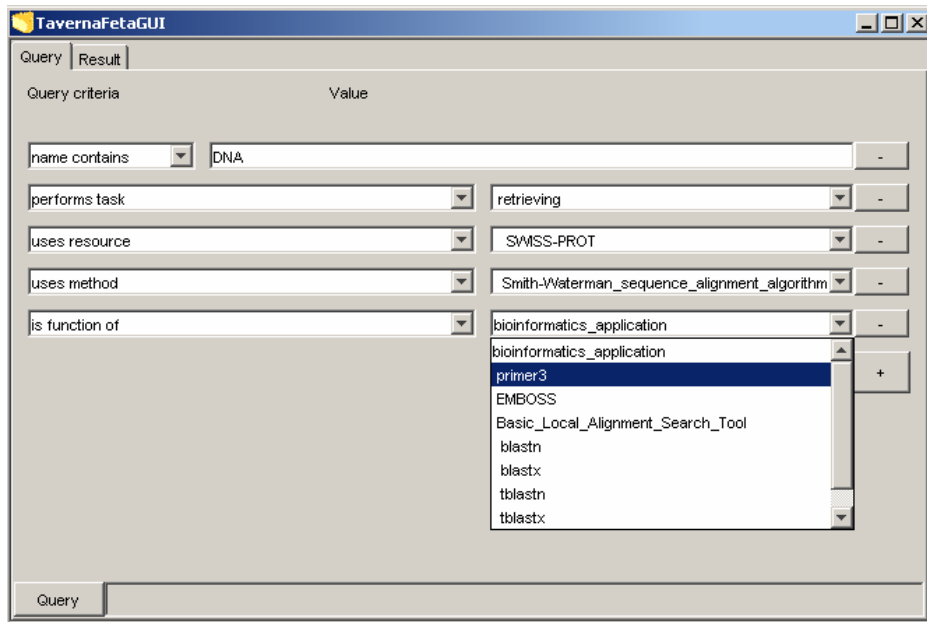 TavernaFetaGUI
Query Result
Query criteria Value
name contains DNA -
performs task retrieving -
uses resource SWISS-PROT -
uses method Smith-Waterman_sequence_alignment_algorithm -
is function of bioinformatics_application -
bioinformatics_application
primer3 +
EMBOSS
Basic_Local_Alignment_Search_Tool
blastn
blastx
tblastn
tblastx
Query